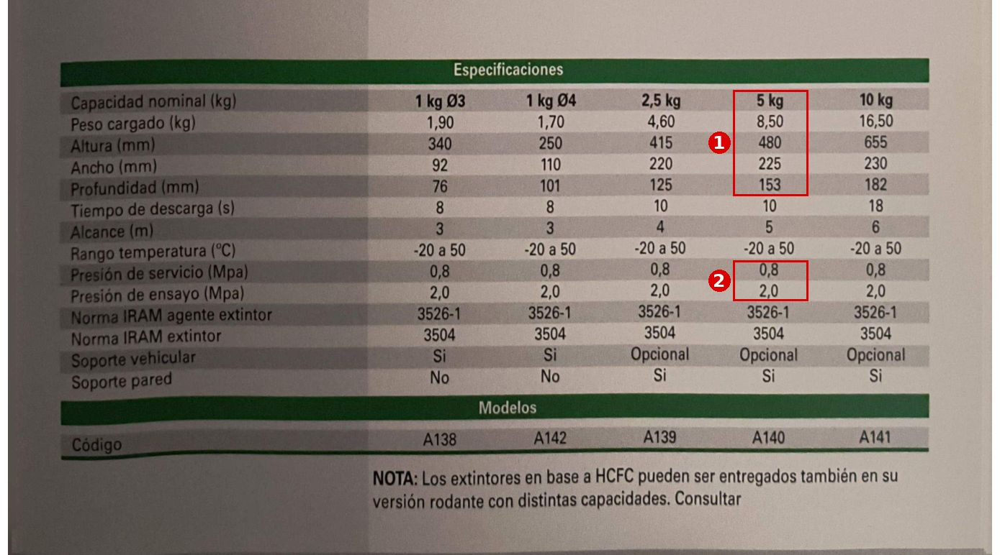 Especificaciones
Capacidad nominal (kg) 1 kg Ø3 1 kg Ø4 2,5 kg 5 kg 10 kg
Peso cargado (kg) 1,90 1,70 4,60 8,50 16,50
Altura (mm) 340 250 415 1 480 655
Ancho (mm) 92 110 220 225 230
Profundidad (mm) 76 101 125 153 182
Tiempo de descarga (s) 8 8 10 10 18
Alcance (m) 3 3 4 5 6
Rango temperatura (ºC) -20 a 50 -20 a 50 -20 a 50 -20 a 50 -20 a 50
Presión de servicio (Mpa) 0,8 0,8 0,8 2 0,8 0,8
Presión de ensayo (Mpa) 2,0 2,0 2,0 2,0 2,0
Norma IRAM agente extintor 3526-1 3526-1 3526-1 3526-1 3526-1
Norma IRAM extintor 3504 3504 3504 3504 3504
Soporte vehicular Si Si Opcional Opcional Opcional
Soporte pared No No Si Si Si
Modelos
Código A138 A142 A139 A140 A141
NOTA: Los extintores en base a HCFC pueden ser entregados también en su
versión rodante con distintas capacidades. Consultar